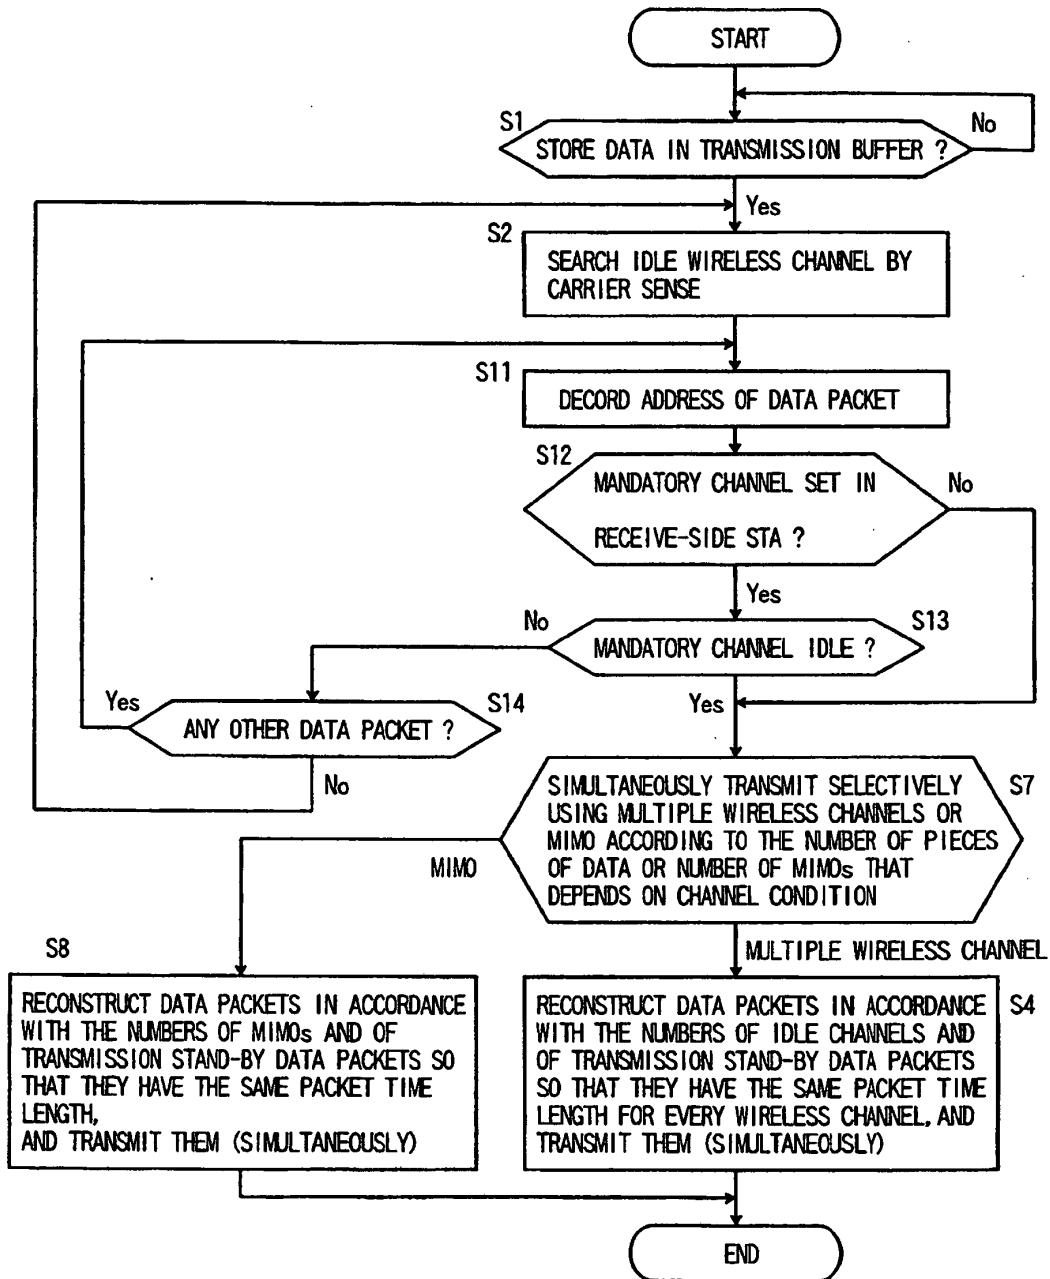 START
S1
No
STORE DATA IN TRANSMISSION BUFFER ?
Yes
S2
SEARCH IDLE WIRELESS CHANNEL BY
CARRIER SENSE
S11
DECORD ADDRESS OF DATA PACKET
S12
MANDATORY CHANNEL SET IN
RECEIVE-SIDE STA ?
No
Yes
No
S13
MANDATORY CHANNEL IDLE ?
Yes
Yes
S14
ANY OTHER DATA PACKET ?
No
SIMULTANEOUSLY TRANSMIT SELECTIVELY
USING MULTIPLE WIRELESS CHANNELS OR
MIMO ACCORDING TO THE NUMBER OF PIECES
OF DATA OR NUMBER OF MIMOs THAT
DEPENDS ON CHANNEL CONDITION
S7
MIMO
MULTIPLE WIRELESS CHANNEL
S8
RECONSTRUCT DATA PACKETS IN ACCORDANCE
WITH THE NUMBERS OF MIMOs AND OF
TRANSMISSION STAND-BY DATA PACKETS SO
THAT THEY HAVE THE SAME PACKET TIME
LENGTH,
AND TRANSMIT THEM (SIMULTANEOUSLY)
S4
RECONSTRUCT DATA PACKETS IN ACCORDANCE
WITH THE NUMBERS OF IDLE CHANNELS AND
OF TRANSMISSION STAND-BY DATA PACKETS
SO THAT THEY HAVE THE SAME PACKET TIME
LENGTH FOR EVERY WIRELESS CHANNEL, AND
TRANSMIT THEM (SIMULTANEOUSLY)
END